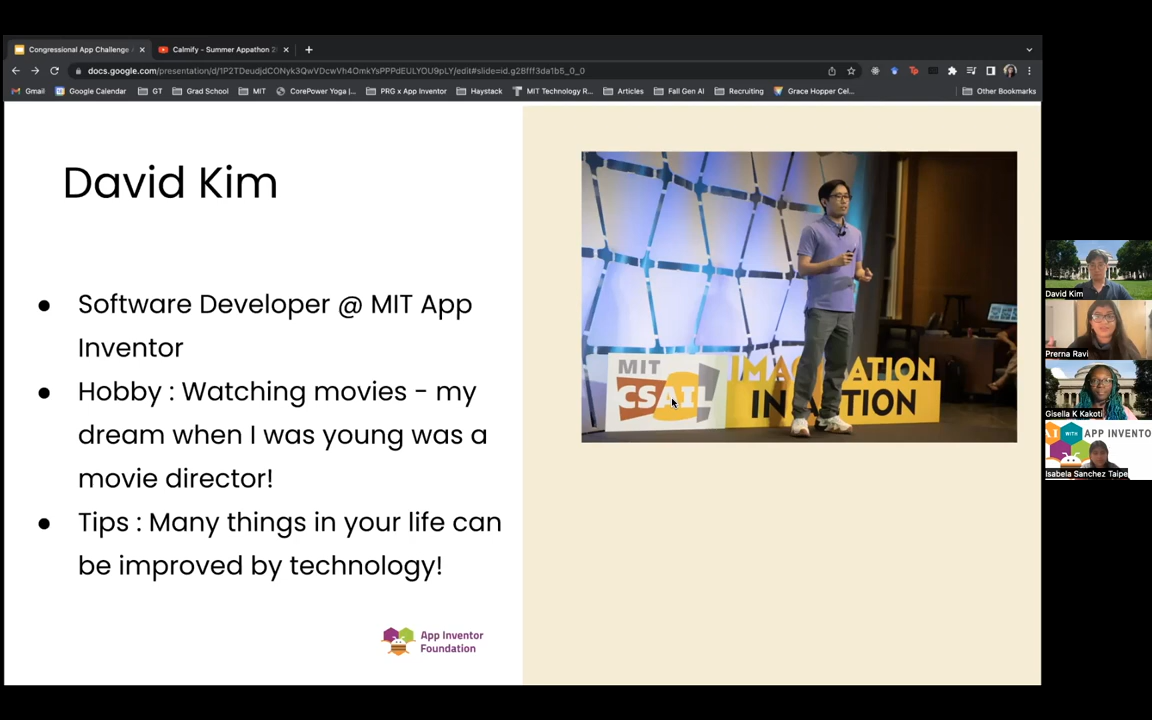 Congressional App Challenge
Calmify - Summer Appathon 2
docs.google.com/presentation/d/1P2TDeudjdCONyk3QwVDcwVh4OmkYsPPPdEULYOU9pLY/edit#slide=id.g28fff3da1b5_0_0
Gmail
Google Calendar
GT
Grad School
MIT
CorePower Yoga |...
PRG x App Inventor
Haystack
MIT Technology R...
Articles
Fall Gen AI
Recruiting
Grace Hopper Cel...
Other Bookmarks
David Kim
● Software Developer @ MIT App
Inventor
● Hobby : Watching movies - my
dream when I was young was a
movie director!
● Tips : Many things in your life can
be improved by technology!
App Inventor
Foundation
MIT
CSAIL
IMAGINATION
IN ACTION
David Kim
Prerna Ravi
Gisella K Kakoti
WITH APP INVENTO
Isabela Sanchez Taipe